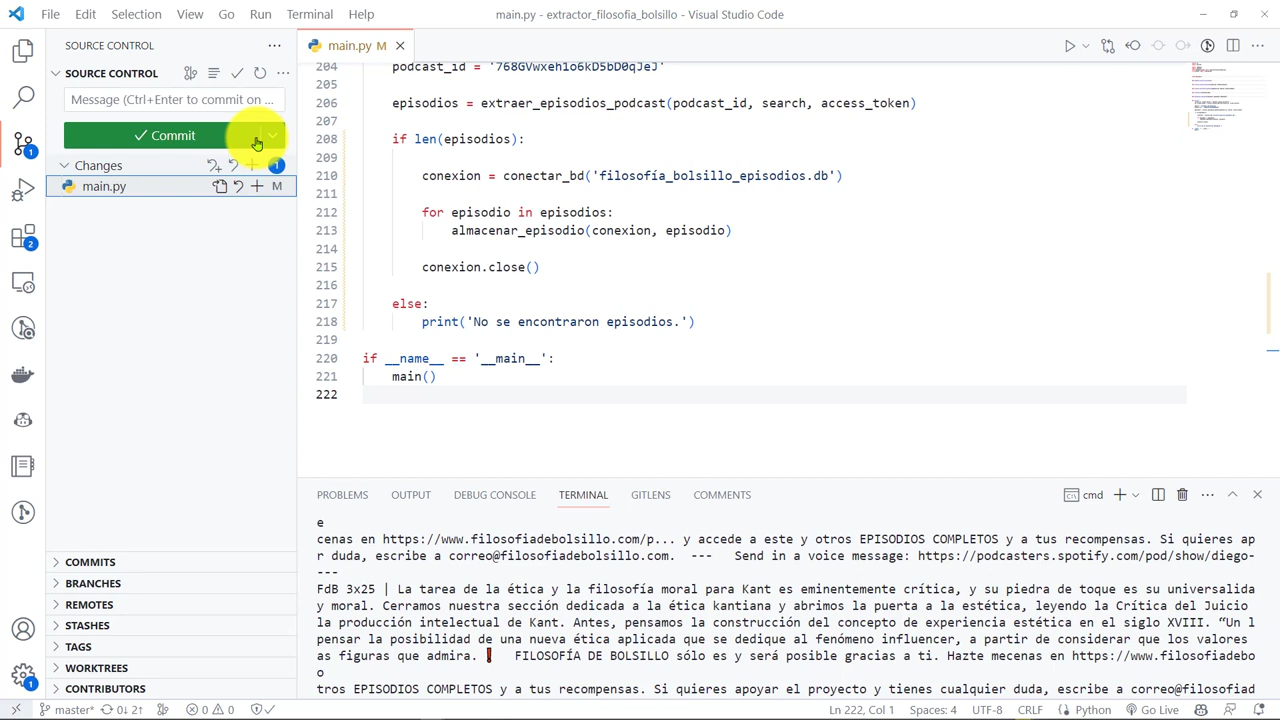 File Edit Selection View Go Run Terminal Help
main.py - extractor_filosofia_bolsillo - Visual Studio Code
SOURCE CONTROL
main.py M
SOURCE CONTROL
Message (Ctrl+Enter to commit on ...
Commit
Changes
1
main.py M
1
2
1
COMMITS
BRANCHES
REMOTES
STASHES
TAGS
WORKTREES
CONTRIBUTORS
204 podcast_id =
205
206 episodios =
207
208 if len(episodios):
209
210 conexion = conectar_bd('filosofía_bolsillo_episodios.db')
211
212 for episodio in episodios:
213 almacenar_episodio(conexion, episodio)
214
215 conexion.close()
216
217 else:
218 print('No se encontraron episodios.')
219
220 if __name__ == '__main__':
221 main()
222
PROBLEMS OUTPUT DEBUG CONSOLE TERMINAL GITLENS COMMENTS
cmd
e
cenas en https://www.filosofiadebolsillo.com/p... y accede a este y otros EPISODIOS COMPLETOS y a tus recompensas. Si quieres ap
r duda, escribe a correo@filosofiadebolsillo.com. --- Send in a voice message: https://podcasters.spotify.com/pod/show/diego-
---
FdB 3x25 | La tarea de la ética y la filosofía moral para Kant es eminentemente crítica, y su piedra de toque es su universalida
y moral. Cerramos nuestra sesión dedicada a la ética kantiana y abrimos la puerta a la estética, leyendo la Crítica del Juicio
la producción intelectual de Kant. Antes, pensamos la construcción del concepto de experiencia estética en el siglo XVIII. “Un l
pensar la posibilidad de una nueva ética aplicada que se dedique al fenómeno influencer, a partir de considerar que los valores
as figuras que admira. ❗ FILOSOFÍA DE BOLSILLO sólo es y será posible gracias a ti. Hazte mecenas en https://www.filosofiadebo
o
tros EPISODIOS COMPLETOS y a tus recompensas. Si quieres apoyar el proyecto y tienes cualquier duda, escribe a correo@filosofiad
master* 0↓ 2↑ 0 0 Ln 222, Col 1 Spaces: 4 UTF-8 CRLF Python Go Live